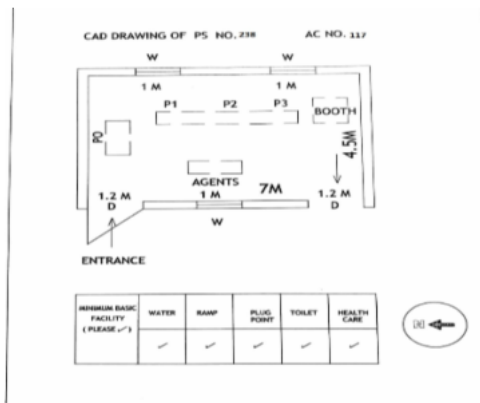 CAD DRAWING OF PS NO. 238 AC NO. 117
W W
1 M 1 M
P1 P2 P3
BOOTH
PO
4.5M
AGENTS
1.2 M 1 M 7M 1.2 M
D D
W
ENTRANCE
MINIMUM BASIC FACILITY ( PLEASE ✓ ) WATER RAMP PLUG POINT TOILET HEALTH CARE
✓ ✓ ✓ ✓ ✓